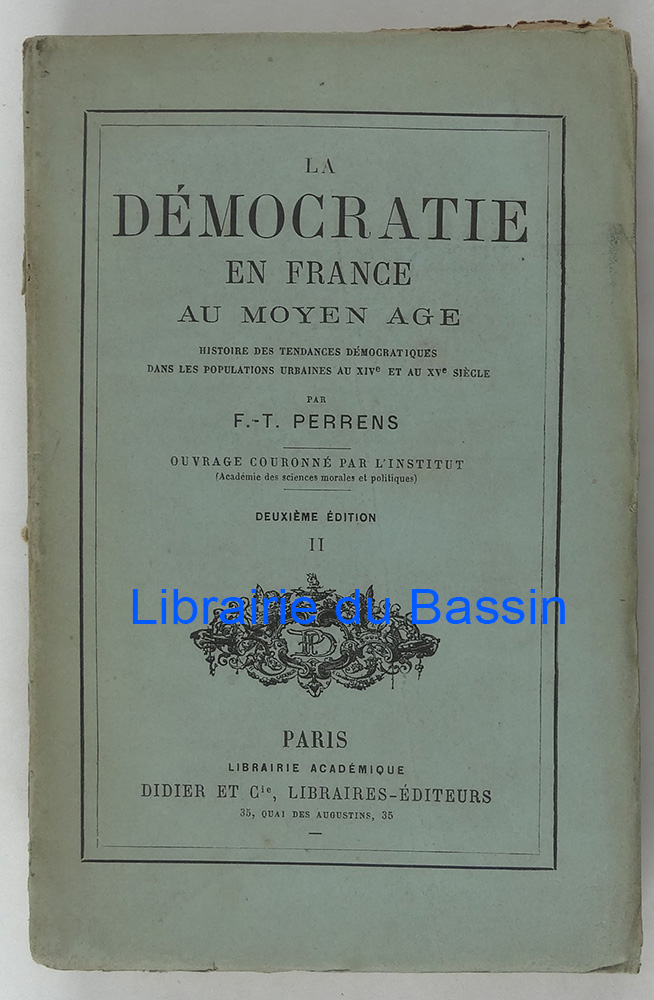 LA
DÉMOCRATIE
EN FRANCE
AU MOYEN AGE
HISTOIRE DES TENDANCES DÉMOCRATIQUES
DANS LES POPULATIONS URBAINES AU XIVe ET AU XVe SIÈCLE
PAR
F.-T. PERRENS
OUVRAGE COURONNÉ PAR L'INSTITUT
(Académie des sciences morales et politiques)
DEUXIÈME ÉDITION
II
Librairie du Bassin
PARIS
LIBRAIRIE ACADÉMIQUE
DIDIER ET Cie, LIBRAIRES-ÉDITEURS
35, QUAI DES AUGUSTINS, 35